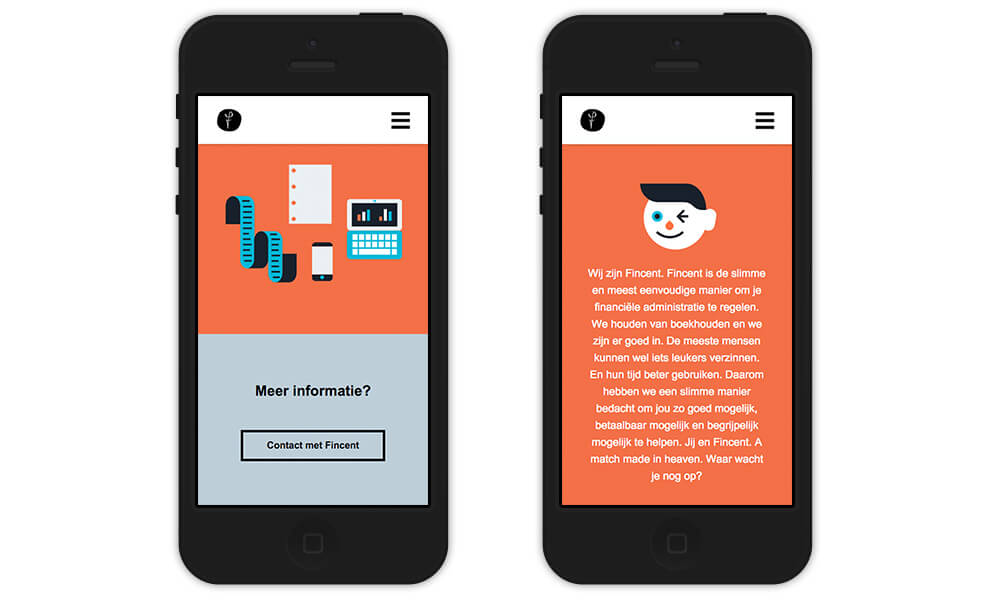 Meer informatie?
Contact met Fincent
Wij zijn Fincent. Fincent is de slimme
en meest eenvoudige manier om je
financiële administratie te regelen.
We houden van boekhouden en we
zijn er goed in. De meeste mensen
kunnen wel iets leukers verzinnen.
En hun tijd beter gebruiken. Daarom
hebben we een slimme manier
bedacht om jou zo goed mogelijk,
betaalbaar mogelijk en begrijpelijk
mogelijk te helpen. Jij en Fincent. A
match made in heaven. Waar wacht
je nog op?